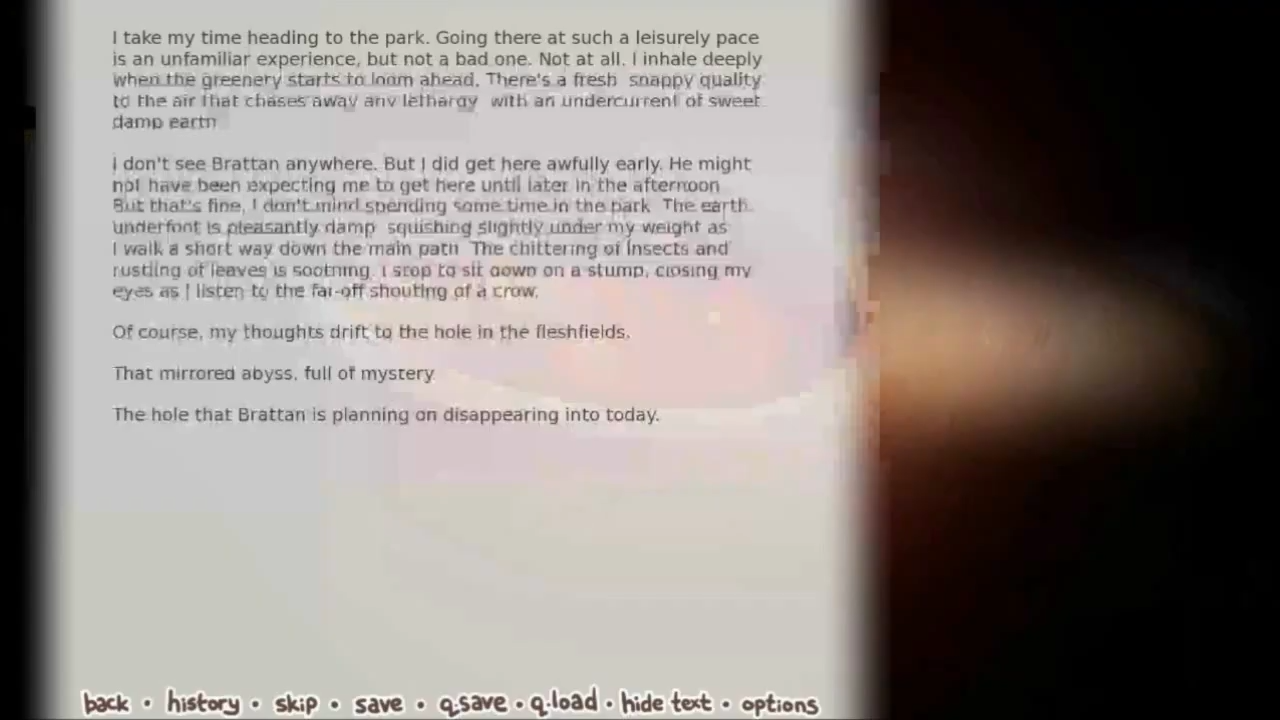 I take my time heading to the park. Going there at such a leisurely pace
is an unfamiliar experience, but not a bad one. Not at all. I inhale deeply
when the greenery starts to loom ahead. There's a fresh snappy quality
to the air that chases away any lethargy with an undercurrent of sweet
damp earth
I don't see Brattan anywhere. But I did get here awfully early. He might
not have been expecting me to get here until later in the afternoon
But that's fine. I don't mind spending some time in the park The earth
underfoot is pleasantly damp squishing slightly under my weight as
I walk a short way down the main path The chittering of insects and
rustling of leaves is soothing. I stop to sit down on a stump, closing my
eyes as I listen to the far-off shouting of a crow.
Of course, my thoughts drift to the hole in the fleshfields.
That mirrored abyss, full of mystery
The hole that Brattan is planning on disappearing into today.
back • history • skip • save • q.save • q.load • hide text • options